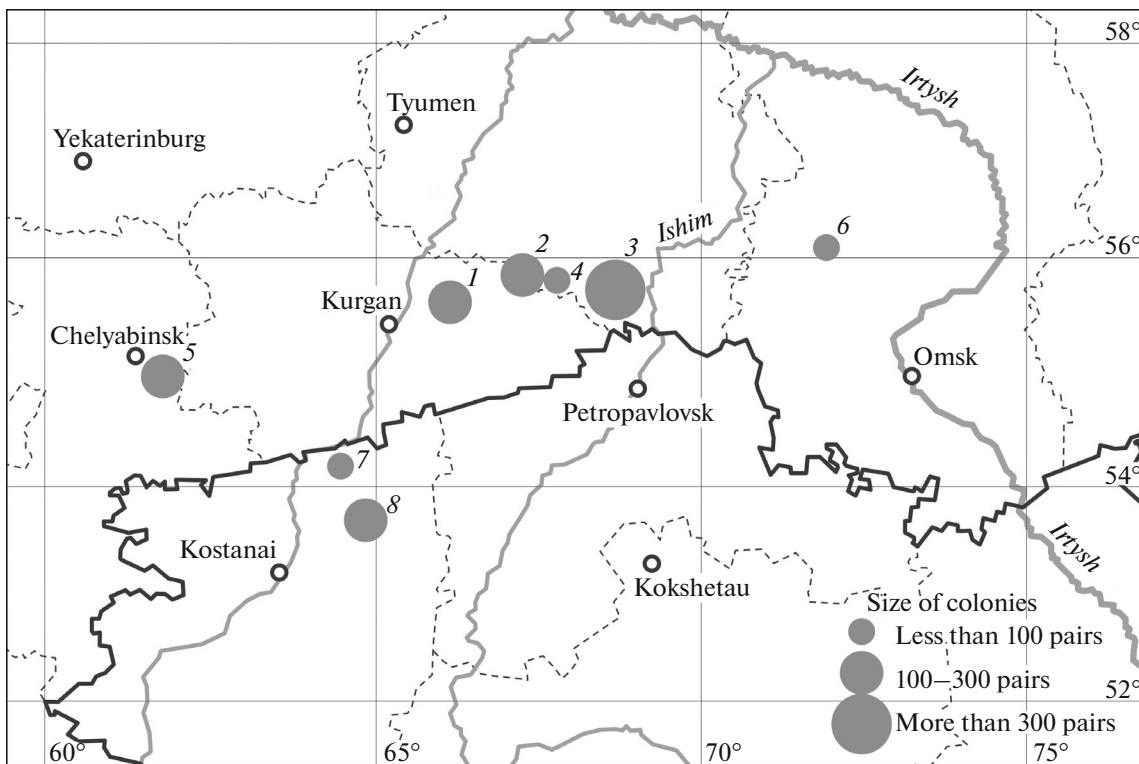 58°
Irtysh
Tyumen
Yekaterinburg
Ishim
6
56°
2
3
4
1
Kurgan
Chelyabinsk
5
Omsk
Petropavlovsk
7
54°
8
Kostanai
Irtysh
Kokshetau
Size of colonies
Less than 100 pairs
100–300 pairs
52°
More than 300 pairs
60°
65°
70°
75°